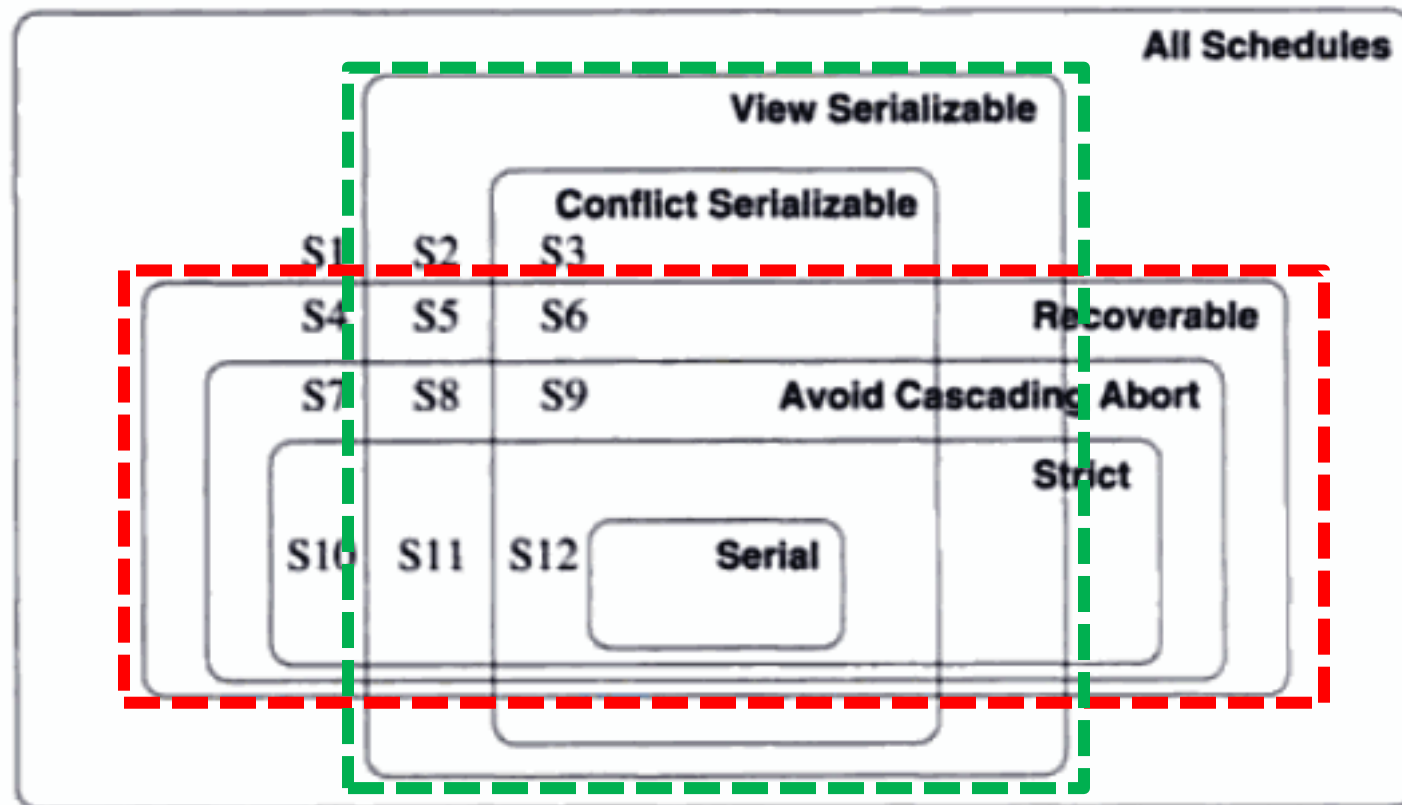 All Schedules
View Serializable
Conflict Serializable
S1 S2 S3
S4 S5 S6 Recoverable
S7 S8 S9 Avoid Cascading Abort
Strict
S10 S11 S12 Serial